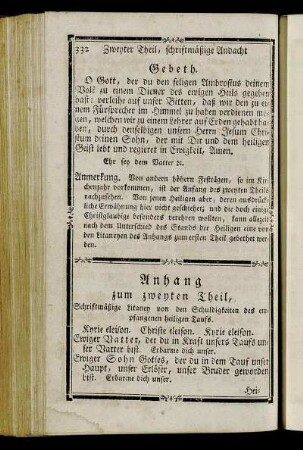 332 Zweyter Theil, schriftmäßige Andacht
Gebeth.
O Gott, der du den seligen Ambrosius deinem
Volk zu einem Diener des ewigen Heils gegeben
hast: verleihe auf unser Bitten, daß wir den zu ei-
nem Fürsprecher im Himmel zu haben verdienen mö-
gen, welchen wir zu einem Lehrer auf Erden gehabt ha-
ben, durch denselbigen unsern Herrn Jesum Chri-
stum deinen Sohn, der mit Dir und dem heiligen
Geist lebt und regieret in Ewigkeit, Amen.
Ehr sey dem Vatter ꝛc.
Anmerkung. Von andern höhern Festtägen, so im Kir-
chenjahr vorkommen, ist der Anfang des zweyten Theils
nachzusehen. Von jenen Heiligen aber, deren ausdrück-
liche Erwähnung hier nicht geschiehet, und die doch einige
Christglaubige besonders verehren wollten, kann allezeit
nach dem Unterschied des Stands der Heiligen eine von
den Litaneyen des Anhangs zum ersten Theil gebethet wer-
den.
Anhang
zum zweyten Theil,
Schriftmäßige Litaney von den Schuldigkeiten des em-
pfangenen heiligen Taufs.
Kyrie eleison. Christe eleison. Kyrie eleison.
Ewiger Vatter, der du in Kraft unsers Taufs un-
ser Vatter bist. Erbarme dich unser.
Ewiger Sohn Gottes, der du in dem Tauf unser
Haupt, unser Erlöser, unser Bruder geworden
bist. Erbarme dich unser.
Hei-